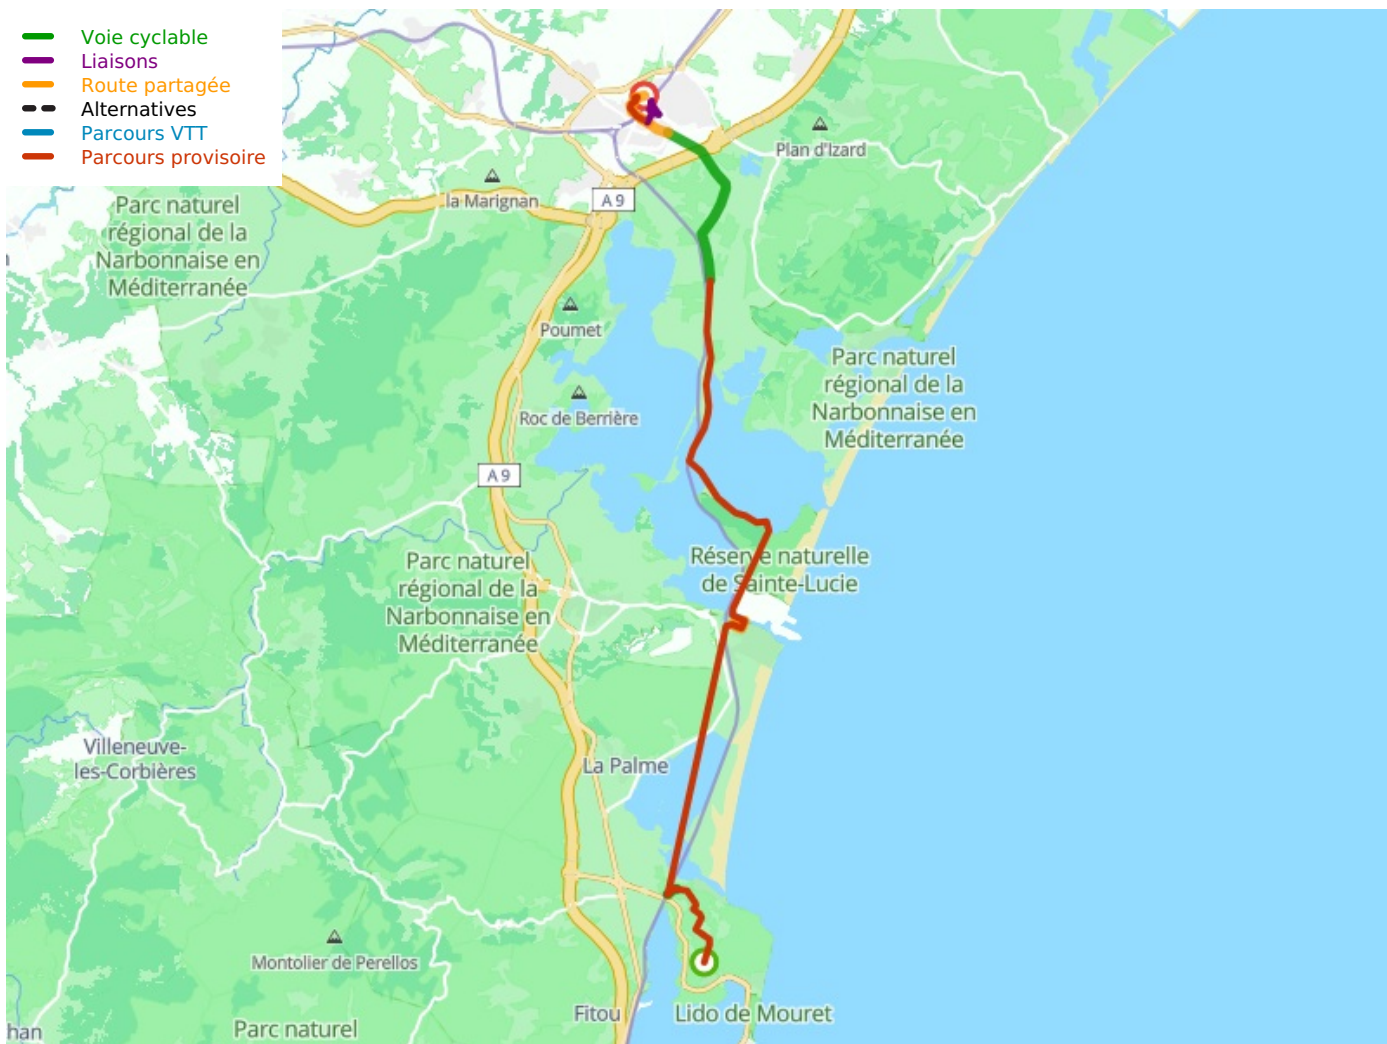 Voie cyclable
Liaisons
Route partagée
Alternatives
Parcours VTT
Parcours provisoire
Plan d'Izard
la Marignan
A 9
Parc naturel
régional de la
Narbonnaise en
Méditerranée
Poumet
Parc naturel
régional de la
Narbonnaise en
Méditerranée
Roc de Berrière
A 9
Réserve naturelle
de Sainte-Lucie
Parc naturel
régional de la
Narbonnaise en
Méditerranée
Villeneuve-
les-Corbières
La Palme
Montolier de Perellos
Fitou
Lido de Mouret
han
Parc naturel